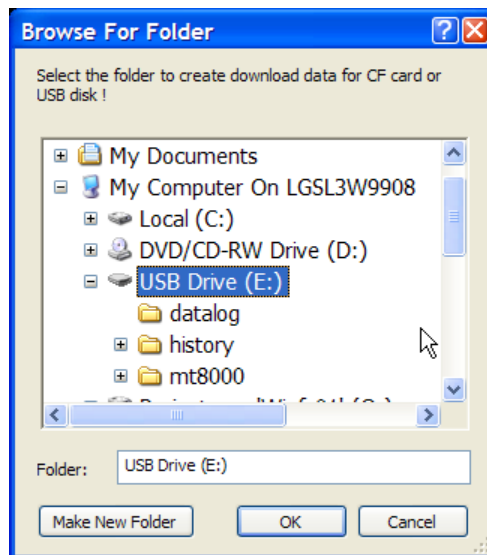 Browse For Folder
Select the folder to create download data for CF card or
USB disk !
My Documents
My Computer On LGSL3W9908
Local (C:)
DVD/CD-RW Drive (D:)
USB Drive (E:)
datalog
history
mt8000
Folder:
USB Drive (E:)
Make New Folder
OK
Cancel